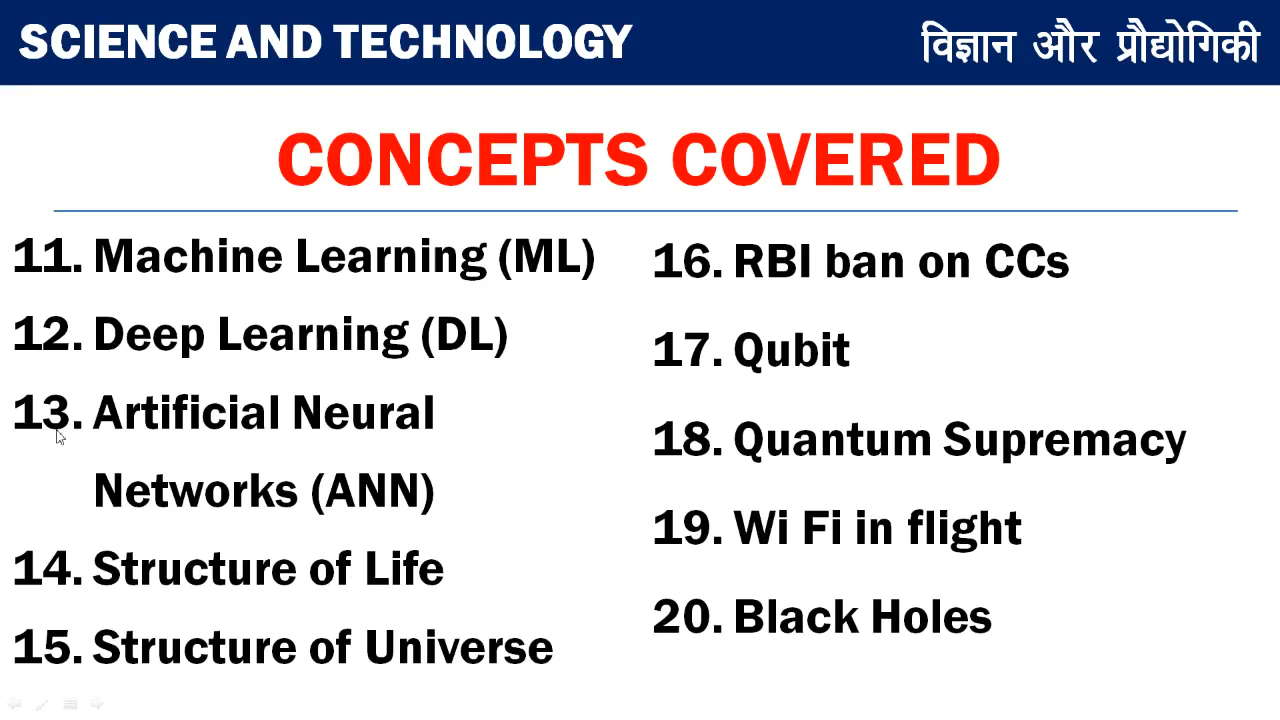 SCIENCE AND TECHNOLOGY
विज्ञान और प्रौद्योगिकी
CONCEPTS COVERED
11. Machine Learning (ML)
12. Deep Learning (DL)
13. Artificial Neural
Networks (ANN)
14. Structure of Life
15. Structure of Universe
16. RBI ban on CCs
17. Qubit
18. Quantum Supremacy
19. Wi Fi in flight
20. Black Holes